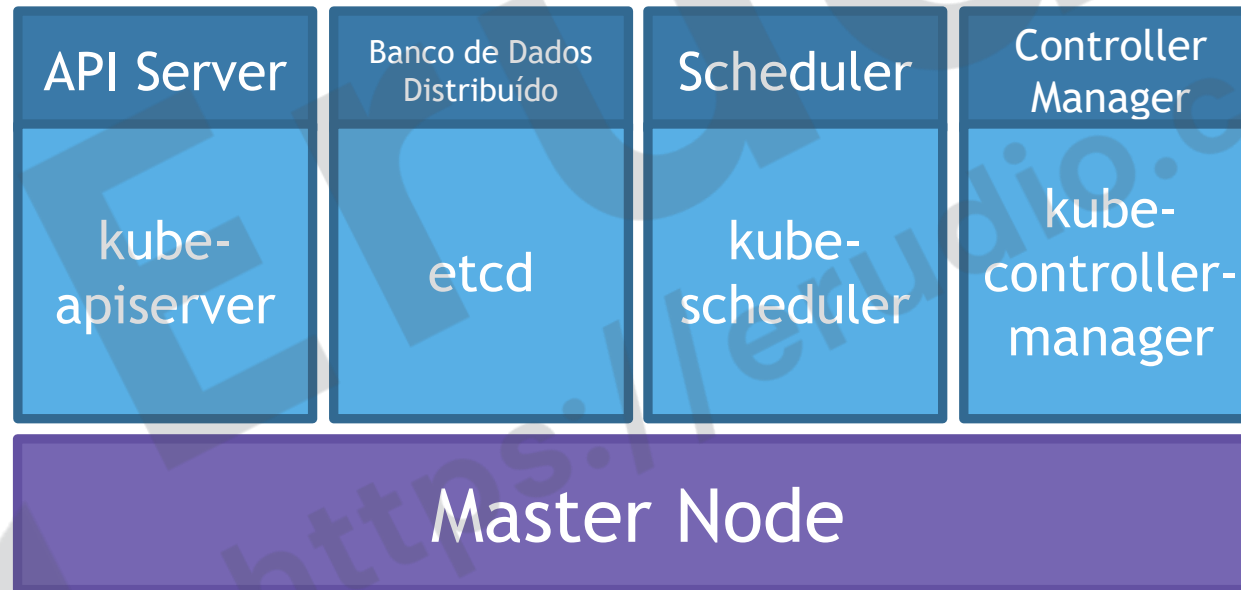 API Server
Banco de Dados
Distribuído
Scheduler
Controller
Manager
kube-
apiserver
etcd
kube-
scheduler
kube-
controller-
manager
Master Node